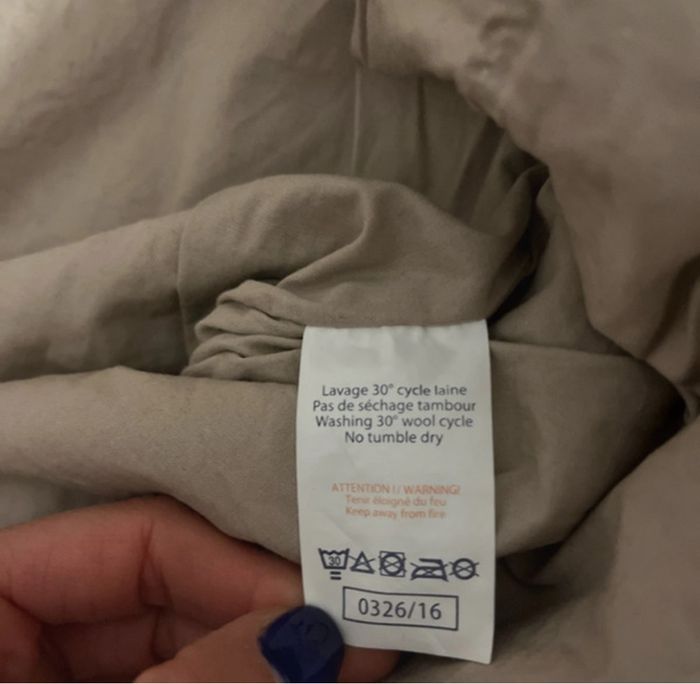 Lavage 30° cycle laine
Pas de séchage tambour
Washing 30° wool cycle
No tumble dry
ATTENTION !/ WARNING!
Tenir éloigné du feu
Keep away from fire
30
0326/16